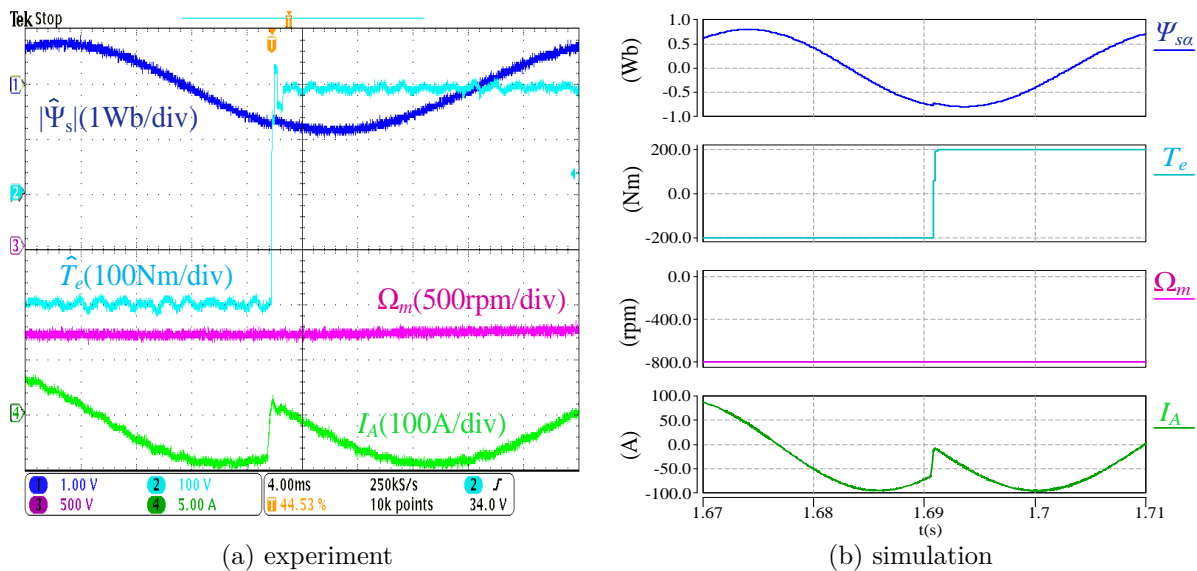 Tek Stop
T
T
1
|Ψ̂s|(1Wb/div)
2
3
T̂e(100Nm/div)
Ωm(500rpm/div)
4
IA(100A/div)
1 1.00 V 2 100 V 4.00ms 250kS/s 2
3 500 V 4 5.00 A T 44.53 % 10k points 34.0 V
(a) experiment
1.0
0.5
0.0
-0.5
-1.0
(Wb)
Ψsα
200.0
0.0
-200.0
(Nm)
Te
0.0
-400.0
-800.0
(rpm)
Ωm
100.0
50.0
0.0
-50.0
-100.0
(A)
IA
1.67 1.68 1.69 1.7 1.71
t(s)
(b) simulation